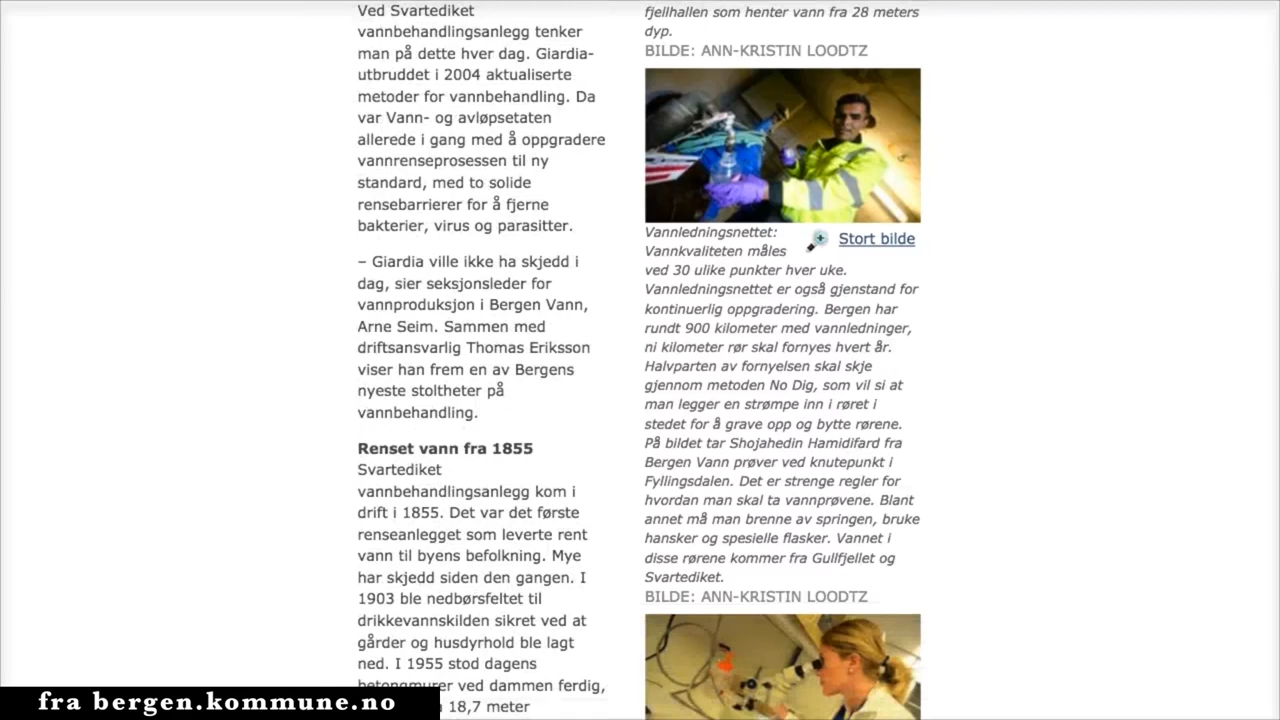 Ved Svartediket
vannbehandlingsanlegg tenker
man på dette hver dag. Giardia-
utbruddet i 2004 aktualiserte
metoder for vannbehandling. Da
var Vann- og avløpsetaten
allerede i gang med å oppgradere
vannrenseprosessen til ny
standard, med to solide
rensebarrierer for å fjerne
bakterier, virus og parasitter.
– Giardia ville ikke ha skjedd i
dag, sier seksjonsleder for
vannproduksjon i Bergen Vann,
Arne Seim. Sammen med
driftsansvarlig Thomas Eriksson
viser han frem en av Bergens
nyeste stoltheter på
vannbehandling.
Renset vann fra 1855
Svartediket
vannbehandlingsanlegg kom i
drift i 1855. Det var det første
renseanlegget som leverte rent
vann til byens befolkning. Mye
har skjedd siden den gangen. I
1903 ble nedbørsfeltet til
drikkevannskilden sikret ved at
gårder og husdyrhold ble lagt
ned. I 1955 stod dagens
betongmurer ved dammen ferdig,
18,7 meter
fjellhallen som henter vann fra 28 meters
dyp.
BILDE: ANN-KRISTIN LOODTZ
Stort bilde
Vannledningsnettet:
Vannkvaliteten måles
ved 30 ulike punkter hver uke.
Vannledningsnettet er også gjenstand for
kontinuerlig oppgradering. Bergen har
rundt 900 kilometer med vannledninger,
ni kilometer rør skal fornyes hvert år.
Halvparten av fornyelsen skal skje
gjennom metoden No Dig, som vil si at
man legger en strømpe inn i røret i
stedet for å grave opp og bytte rørene.
På bildet tar Shojahedin Hamidifard fra
Bergen Vann prøver ved knutepunkt i
Fyllingsdalen. Det er strenge regler for
hvordan man skal ta vannprøvene. Blant
annet må man brenne av springen, bruke
hansker og spesielle flasker. Vannet i
disse rørene kommer fra Gullfjellet og
Svartediket.
BILDE: ANN-KRISTIN LOODTZ
fra bergen.kommune.no